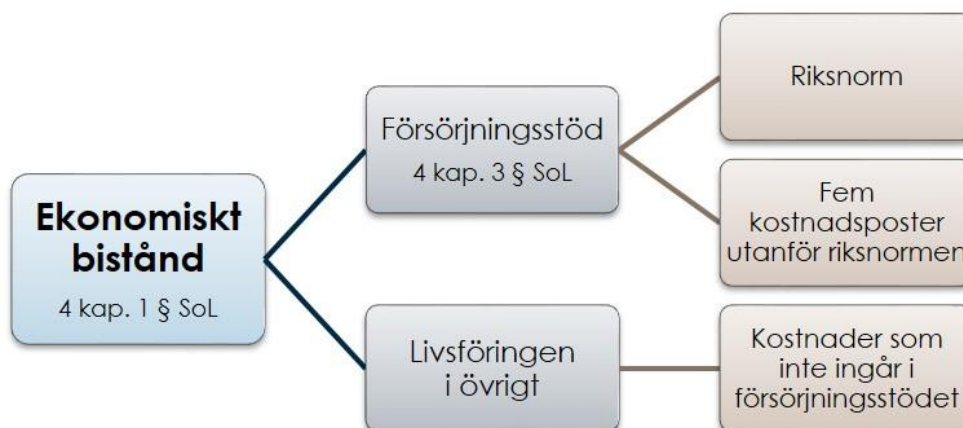 Ekonomiskt
bistånd
4 kap. 1 § SoL
Försörjningsstöd
4 kap. 3 § SoL
Riksnorm
Fem
kostnadsposter
utanför riksnormen
Livsföringen
i övrigt
Kostnader som
inte ingår i
försörjningsstödet